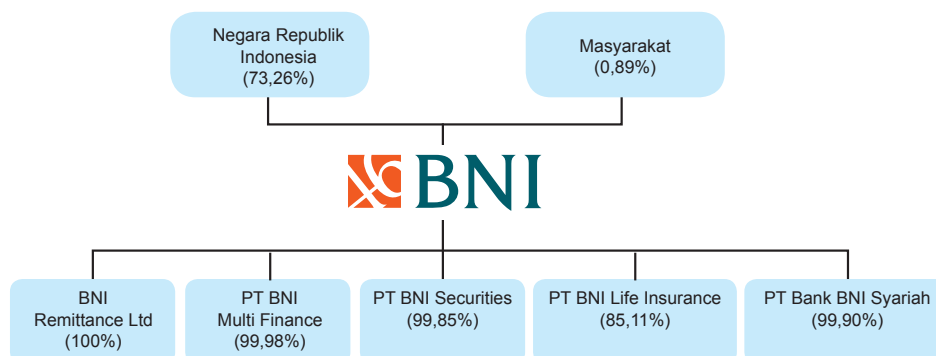 Negara Republik
Indonesia
(73,26%)
Masyarakat
(0,89%)
BNI
BNI
Remittance Ltd
(100%)
PT BNI
Multi Finance
(99,98%)
PT BNI Securities
(99,85%)
PT BNI Life Insurance
(85,11%)
PT Bank BNI Syariah
(99,90%)